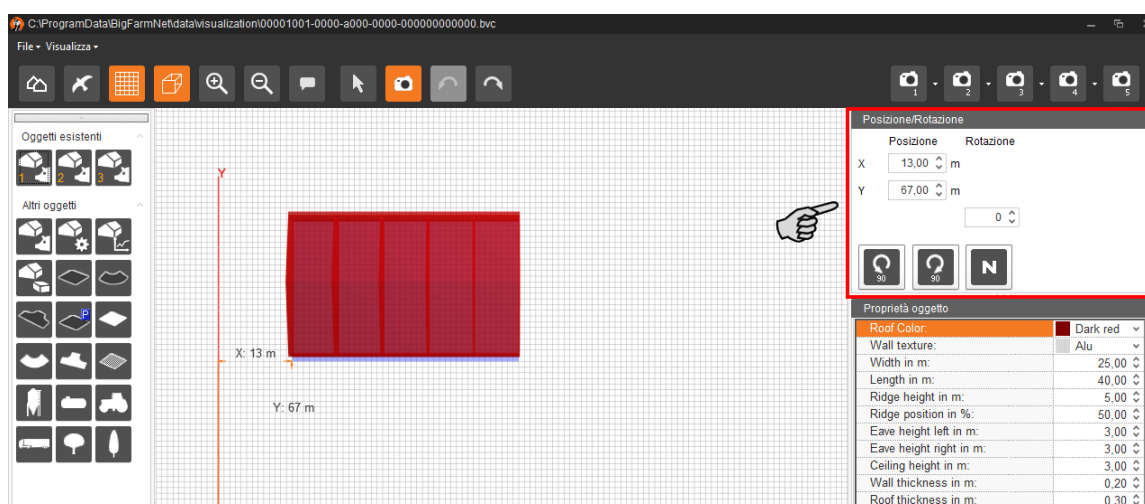 C:\ProgramData\BigFarmNet\data\visualization\00001001-0000-a000-0000-000000000000.bvc
File Visualizza
1 2 3 4 5
Oggetti esistenti
1 2 3
Altri oggetti
P
Y
X: 13 m
Y: 67 m
Posizione/Rotazione
Posizione Rotazione
X 13,00 m
Y 67,00 m
0
90 90 N
Proprietà oggetto
Roof Color: Dark red
Wall texture: Alu
Width in m: 25,00
Length in m: 40,00
Ridge height in m: 5,00
Ridge position in %: 50,00
Eave height left in m: 3,00
Eave height right in m: 3,00
Ceiling height in m: 3,00
Wall thickness in m: 0,20
Roof thickness in m: 0,30